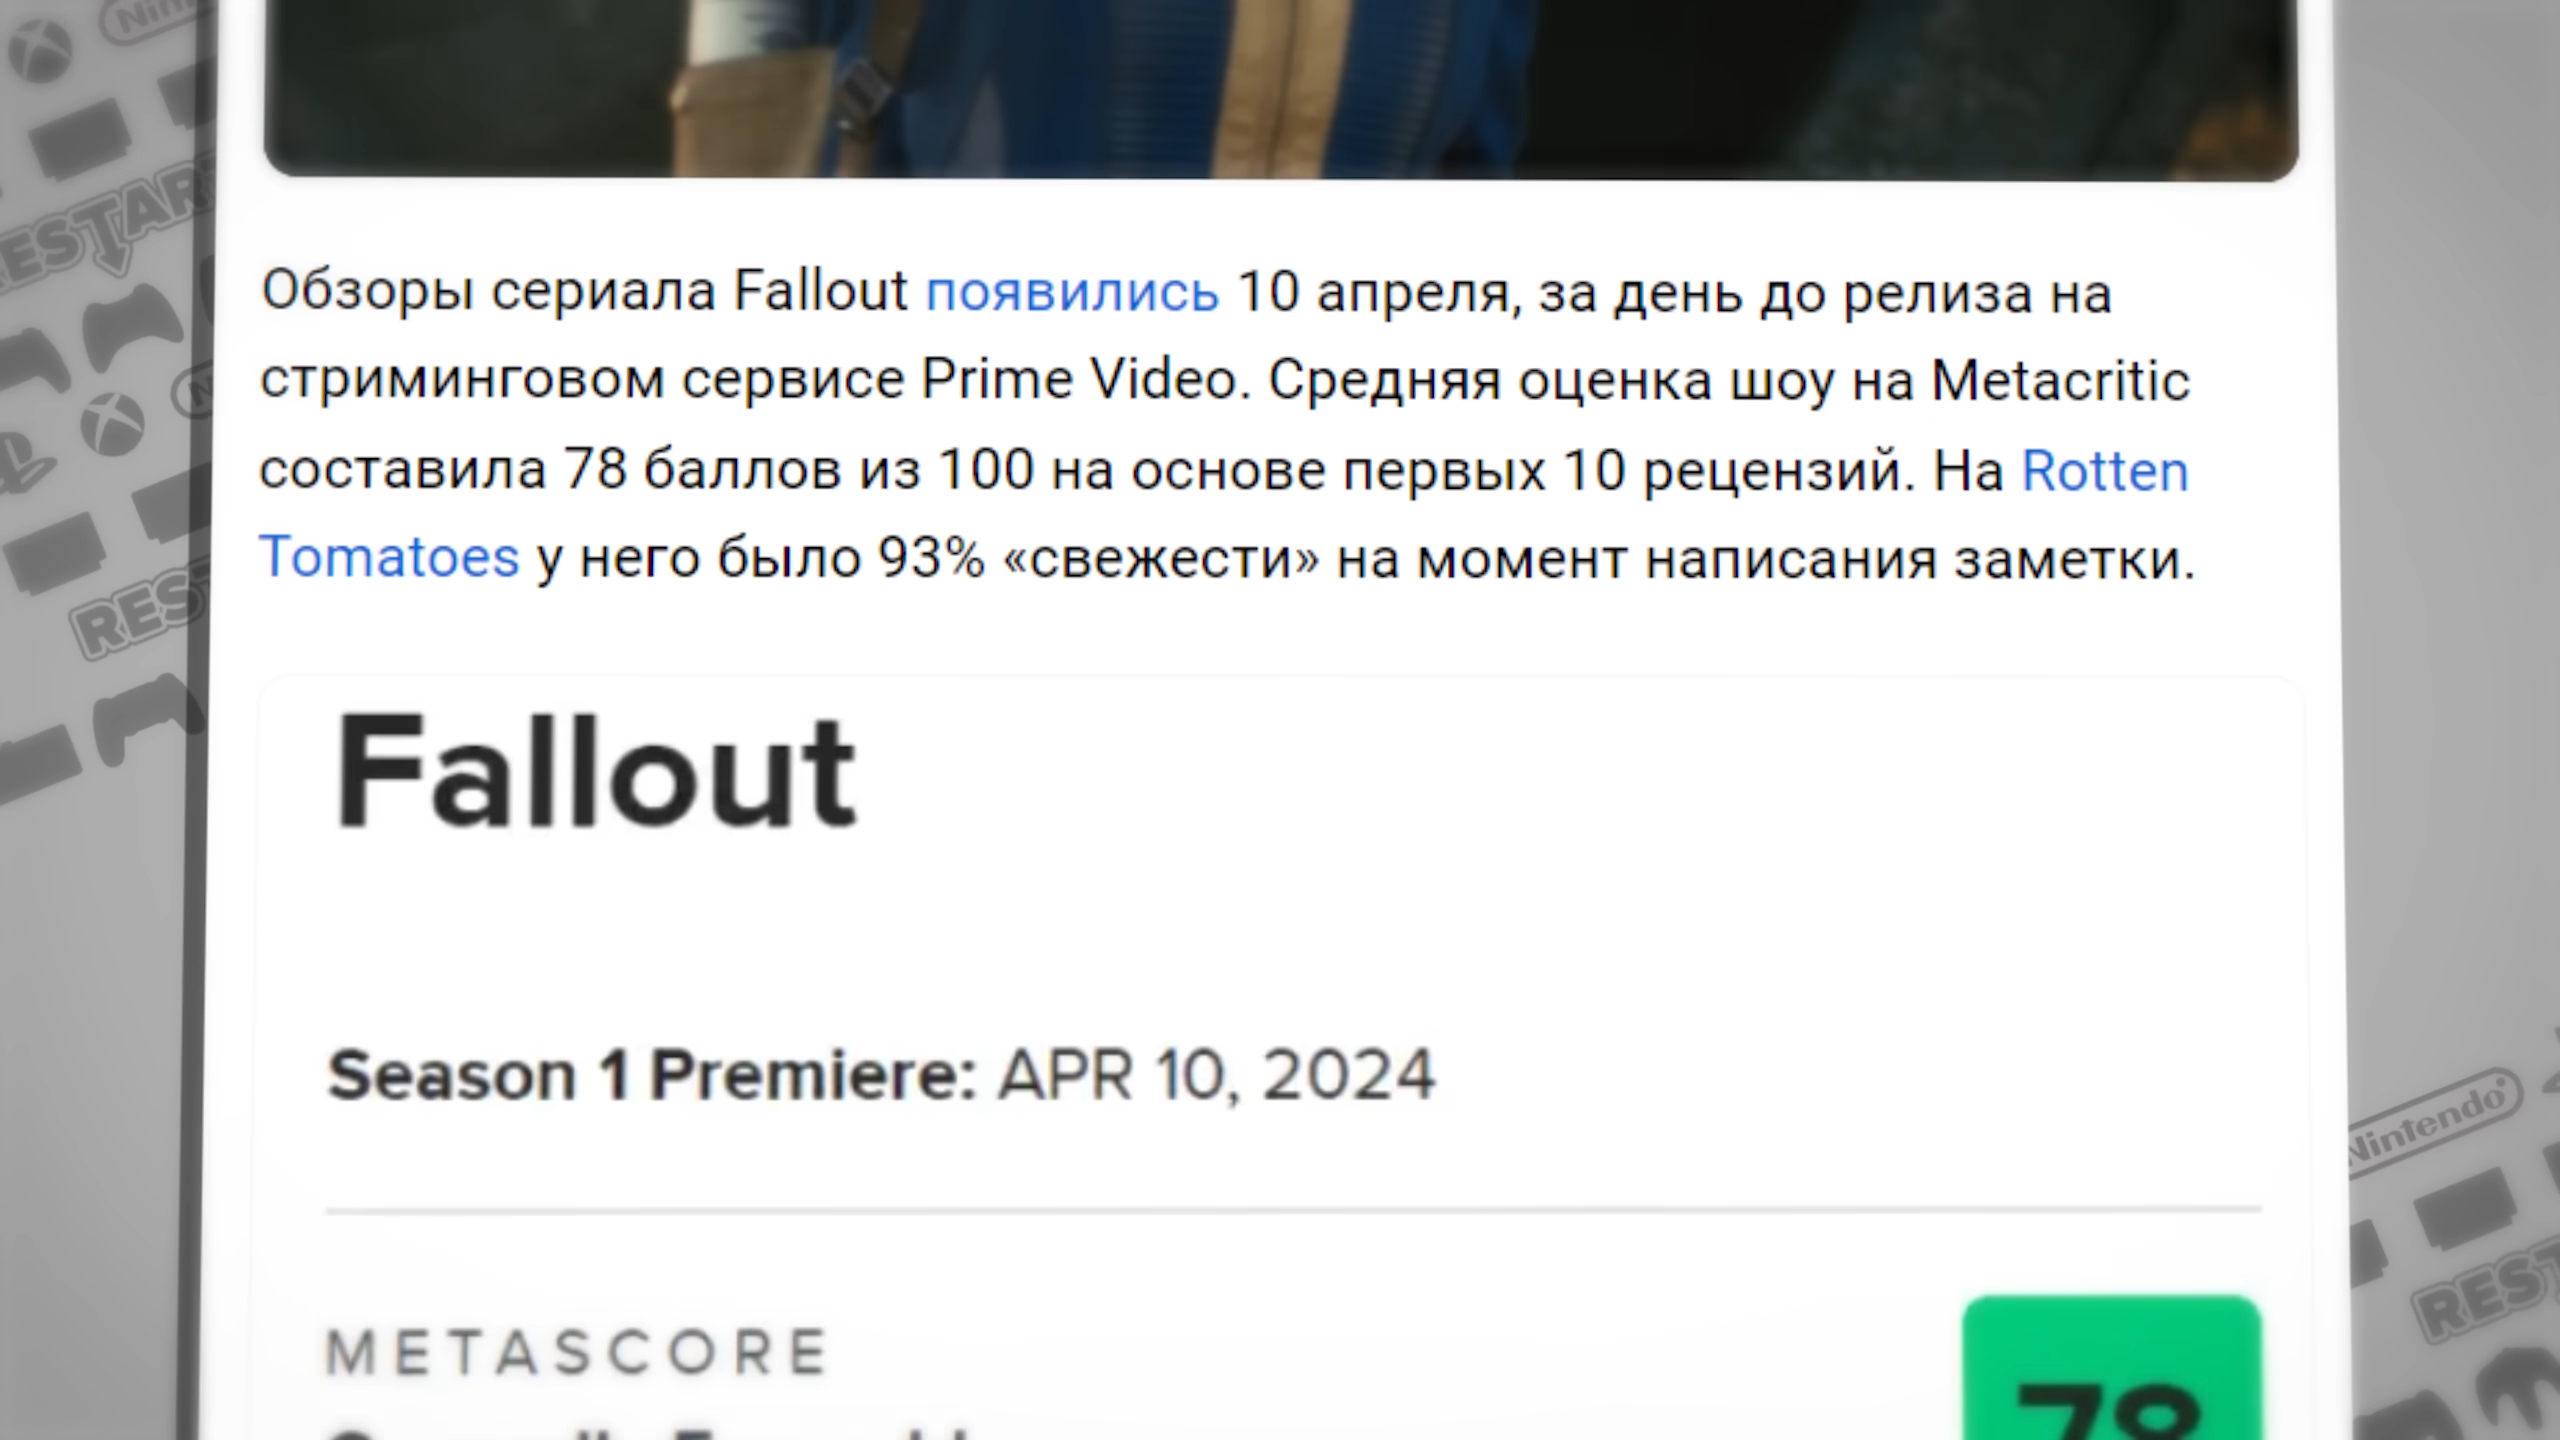 Обзоры сериала Fallout появились 10 апреля, за день до релиза на
стриминговом сервисе Prime Video. Средняя оценка шоу на Metacritic
составила 78 баллов из 100 на основе первых 10 рецензий. На Rotten
Tomatoes у него было 93% «свежести» на момент написания заметки.
Fallout
Season 1 Premiere: APR 10, 2024
METASCORE
78
Nintendo